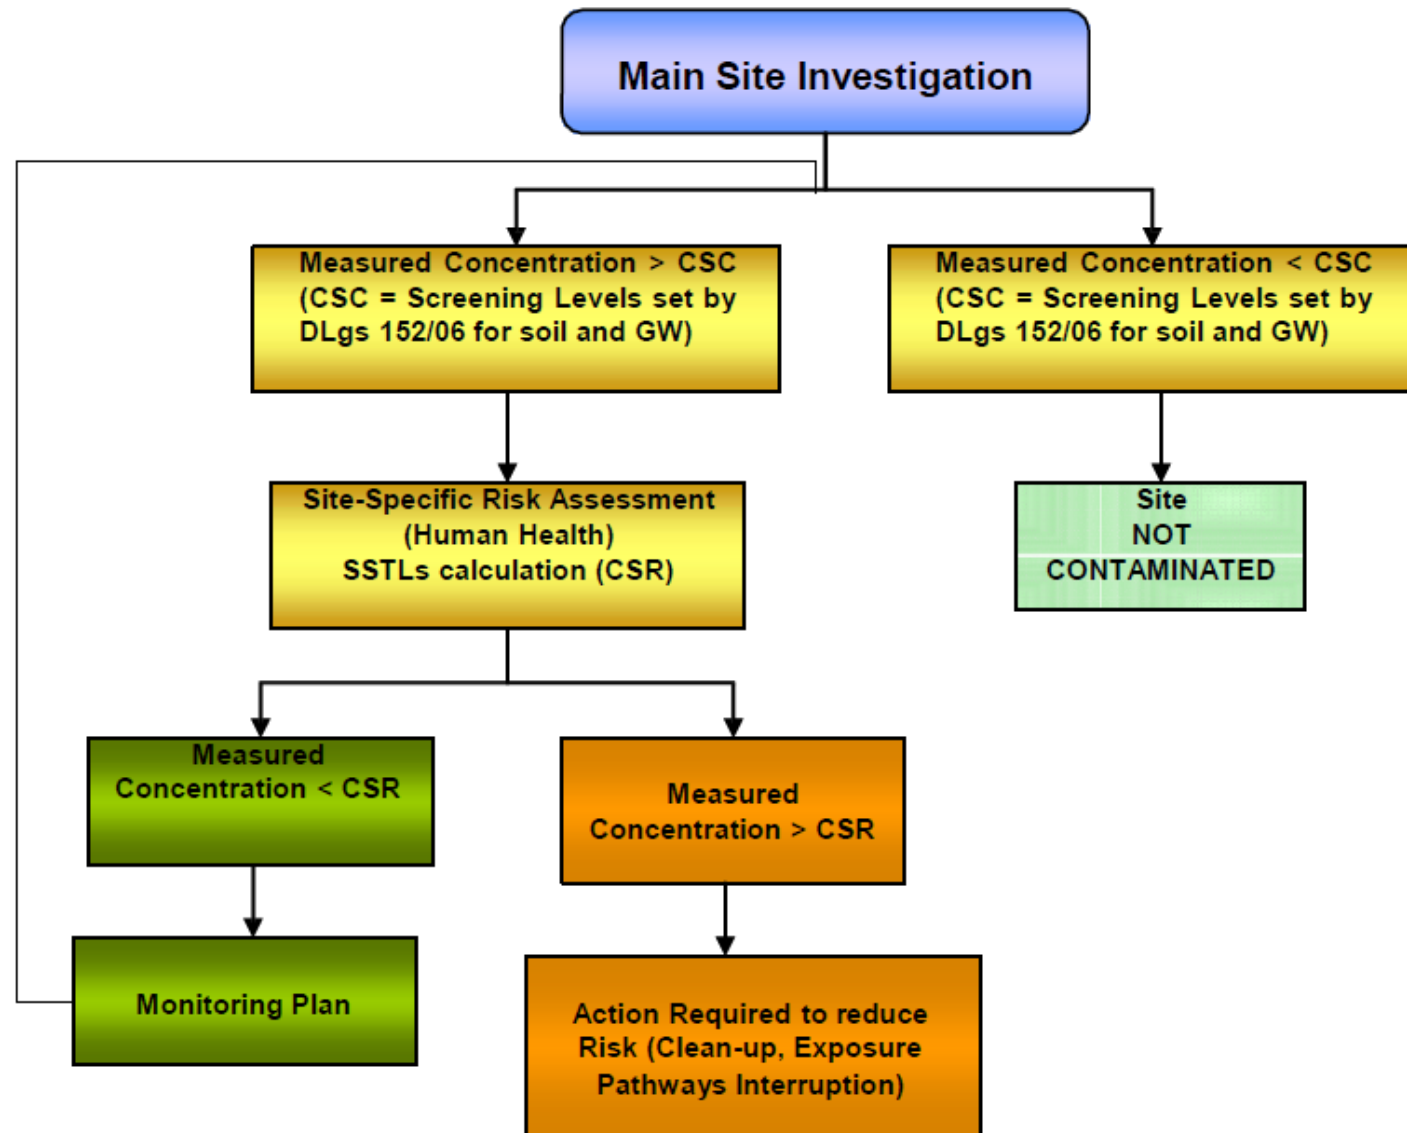 Main Site Investigation
Measured Concentration > CSC
(CSC = Screening Levels set by
DLgs 152/06 for soil and GW)
Measured Concentration < CSC
(CSC = Screening Levels set by
DLgs 152/06 for soil and GW)
Site-Specific Risk Assessment
(Human Health)
SSTLs calculation (CSR)
Site
NOT
CONTAMINATED
Measured
Concentration < CSR
Measured
Concentration > CSR
Monitoring Plan
Action Required to reduce
Risk (Clean-up, Exposure
Pathways Interruption)